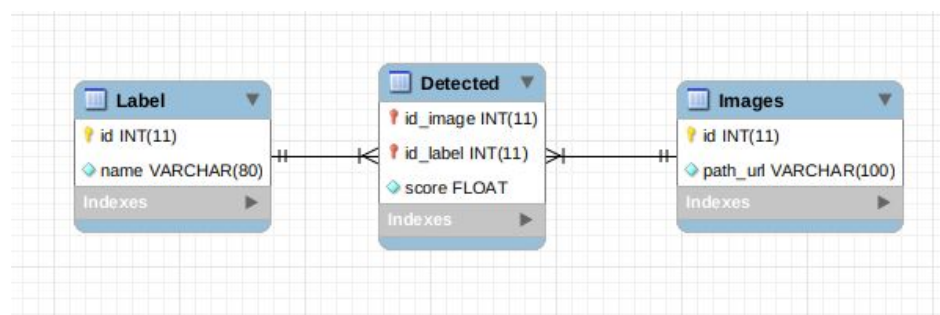 Label
id INT(11)
name VARCHAR(80)
Indexes
Detected
id_image INT(11)
id_label INT(11)
score FLOAT
Indexes
Images
id INT(11)
path_url VARCHAR(100)
Indexes